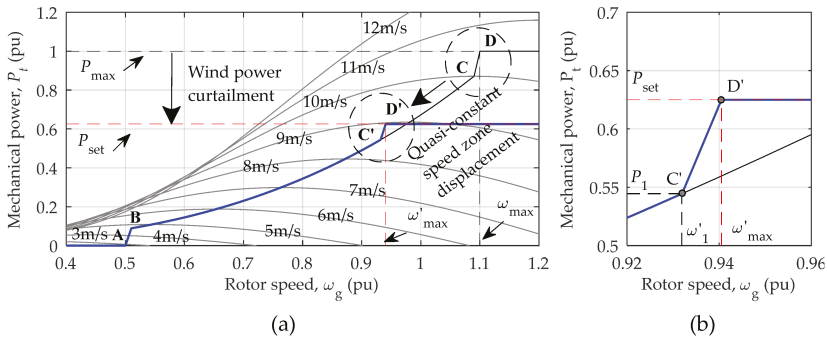 Mechanical power, P_t (pu)
1
0.8
0.6
0.4
0.2
0
0.4
0.5
0.6
0.7
0.8
0.9
1
1.1
1.2
Rotor speed, ω_g (pu)
P_max
P_set
Wind power
curtailment
12m/s
11m/s
10m/s
9m/s
8m/s
7m/s
6m/s
5m/s
4m/s
3m/s
A
B
C
D
C'
D'
Quasi-constant
speed zone
displacement
ω'_max
ω_max
(a)
Mechanical power, P_t (pu)
0.7
0.65
0.6
0.55
0.5
0.92
0.94
0.96
Rotor speed, ω_g (pu)
P_set
P_1
D'
C'
ω'_1
ω'_max
(b)